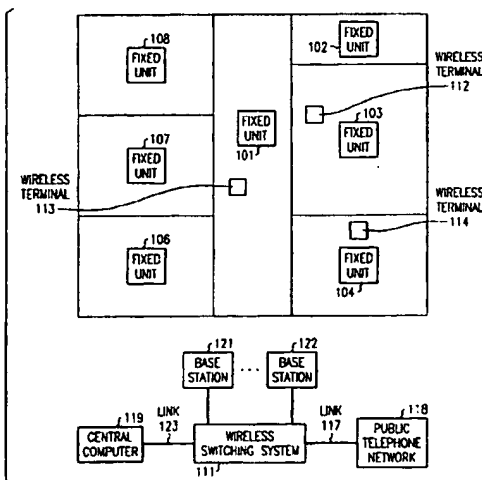 108
FIXED
UNIT
102
FIXED
UNIT
WIRELESS
TERMINAL
112
107
FIXED
UNIT
FIXED
UNIT
101
103
FIXED
UNIT
WIRELESS
TERMINAL
113
WIRELESS
TERMINAL
114
106
FIXED
UNIT
FIXED
UNIT
104
121
BASE
STATION
...
122
BASE
STATION
119
CENTRAL
COMPUTER
LINK
123
WIRELESS
SWITCHING SYSTEM
111
LINK
117
118
PUBLIC
TELEPHONE
NETWORK